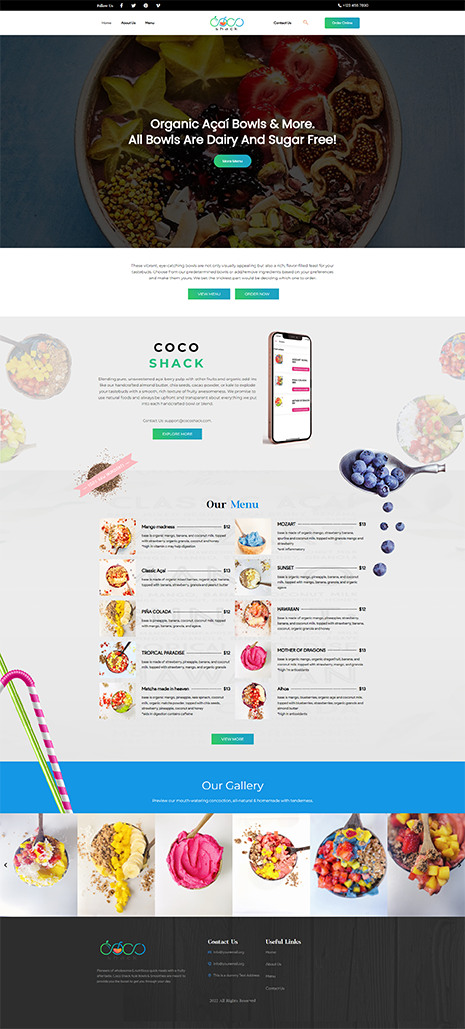 Follow Us
+123 456 7890
Home
About Us
Menu
COCO
shack
Contact Us
Order Online
Organic Açaí Bowls & More.
All Bowls Are Dairy And Sugar Free!
More Menu
These vibrant, eye-catching bowls are not only visually appealing but also a rich, flavor-filled feast for your
tastebuds. Choose from our predetermined bowls or add/remove ingredients based on your preferences
and make them yours. We bet the trickiest part would be deciding which one to order.
VIEW MENU
ORDER NOW
COCO
SHACK
Blending pure, unsweetened açaí berry pulp with other fruits and organic add-ins
like our handcrafted almond butter, chia seeds, cacao powder, or kale to explode
your tastebuds with a smooth, rich texture of fruity awesomeness. We promise to
use natural foods and always be upfront and transparent about everything we put
into each handcrafted bowl or blend.
EXPLORE MORE
Our Menu
Mango madness $12
base is organic mango, banana, and coconut milk, topped
with strawberry organic granola, coconut and honey
*high in vitamin c may help digestion
MOZART $13
base is made of organic mango, strawberry banana,
spirulina and coconut milk, topped with granola mango and
strawberry
*anti inflammatory
Classic Açaí $13
base is made of organic mixed berries, organic açaí, banana
topped with banana, strawberry, granola and peanut butter
SUNSET $12
base is mango, pineapple, banana, and coconut milk,
topped with mango, banana, granola, and organic
agave
PIÑA COLADA $12
base is pineapple, banana, coconut, coconut milk, topped
with mango, banana, granola, and agave
HAWAIIAN $12
base is made of organic mango, pineapple, strawberry,
banana, and coconut milk, topped with strawberry, banana,
coconut, organic granola and honey
TROPICAL PARADISE $12
base is made of strawberry, pineapple, banana, and coconut
milk, topped with strawberry, mango, and organic granola
MOTHER OF DRAGONS $13
base is organic mango, organic dragon fruit, banana, and
coconut milk, topped with strawberry, mango, and granola
*high in antioxidants
Matcha made in heaven $13
base is organic mango, pineapple, raw spinach, coconut
milk, and organic matcha powder, topped with chia seeds,
strawberry, pineapple, coconut and honey
*aids in digestion contains caffeine
Alhoa $13
base is mango, blueberries, organic açaí and coconut milk,
topped with blueberries, strawberries, organic granola and
almond butter
*high in antioxidants
VIEW MORE
Our Gallery
Preview our mouth-watering concoction, all-natural & homemade with tenderness.
COCO
Contact Us
info@youremail.org
info@yourmail.org
This is a dummy Text Address
Useful Links
Home
About Us
Menu
Contact Us
2022 All Rights Reserved